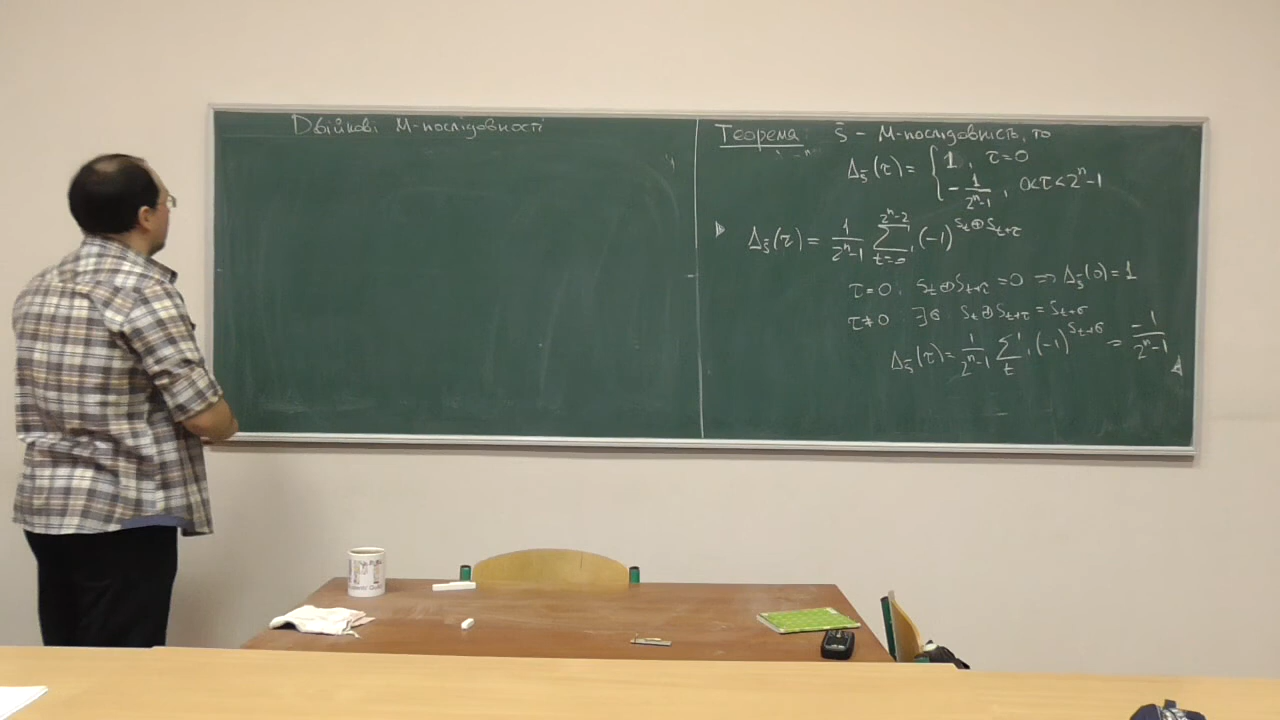 Двійкові М-послідовності
Теорема s̄ – М-послідовність, то
Δ_s̄(τ) = { 1, τ=0
-1/(2ⁿ-1), 0<τ<2ⁿ-1
Δ_s̄(τ) = 1/(2ⁿ-1) ∑_{t=0}^{2ⁿ-2} (-1)^{s_t⊕s_{t+τ}}
τ=0: s_t⊕s_{t+τ}=0 ⇒ Δ_s̄(0)=1
τ≠0 ∃σ s_t⊕s_{t+τ}=s_{t+σ}
Δ_s̄(τ)= 1/(2ⁿ-1) ∑_t (-1)^{s_{t+σ}} = -1/(2ⁿ-1)